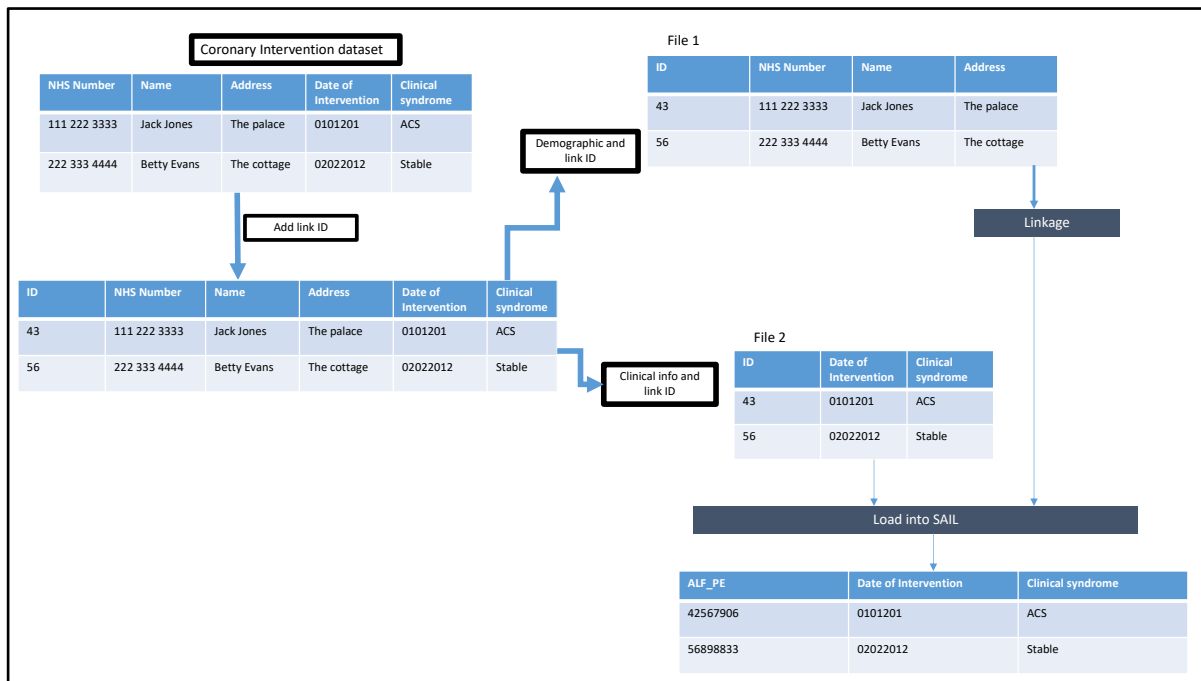 Coronary Intervention dataset
NHS Number Name Address Date of Intervention Clinical syndrome
111 222 3333 Jack Jones The palace 0101201 ACS
222 333 4444 Betty Evans The cottage 02022012 Stable
Add link ID
ID NHS Number Name Address Date of Intervention Clinical syndrome
43 111 222 3333 Jack Jones The palace 0101201 ACS
56 222 333 4444 Betty Evans The cottage 02022012 Stable
Demographic and
link ID
File 1
ID NHS Number Name Address
43 111 222 3333 Jack Jones The palace
56 222 333 4444 Betty Evans The cottage
Linkage
Clinical info and
link ID
File 2
ID Date of Intervention Clinical syndrome
43 0101201 ACS
56 02022012 Stable
Load into SAIL
ALF_PE Date of Intervention Clinical syndrome
42567906 0101201 ACS
56898833 02022012 Stable